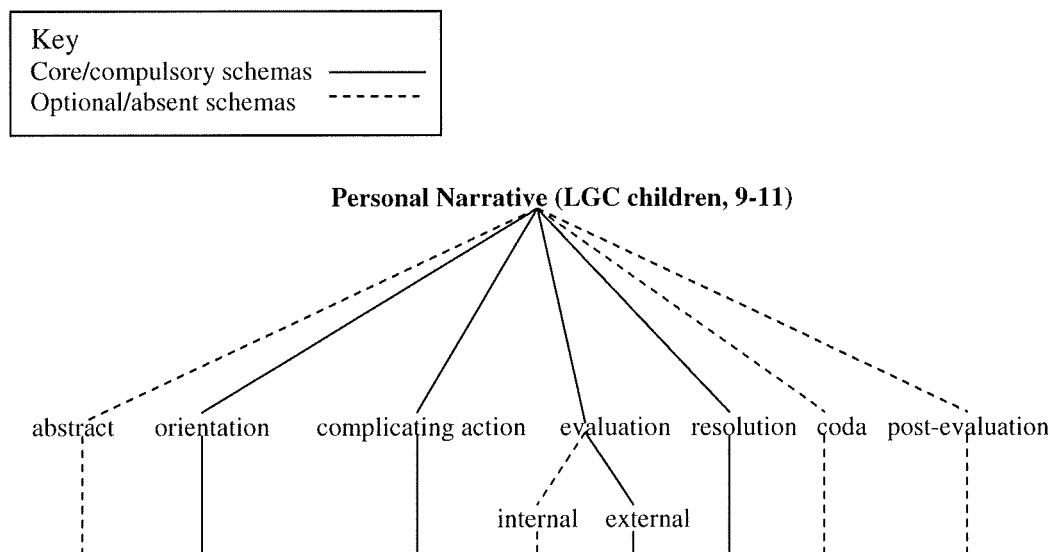 Key
Core/compulsory schemas
Optional/absent schemas
Personal Narrative (LGC children, 9-11)
abstract orientation complicating action evaluation resolution coda post-evaluation
internal external